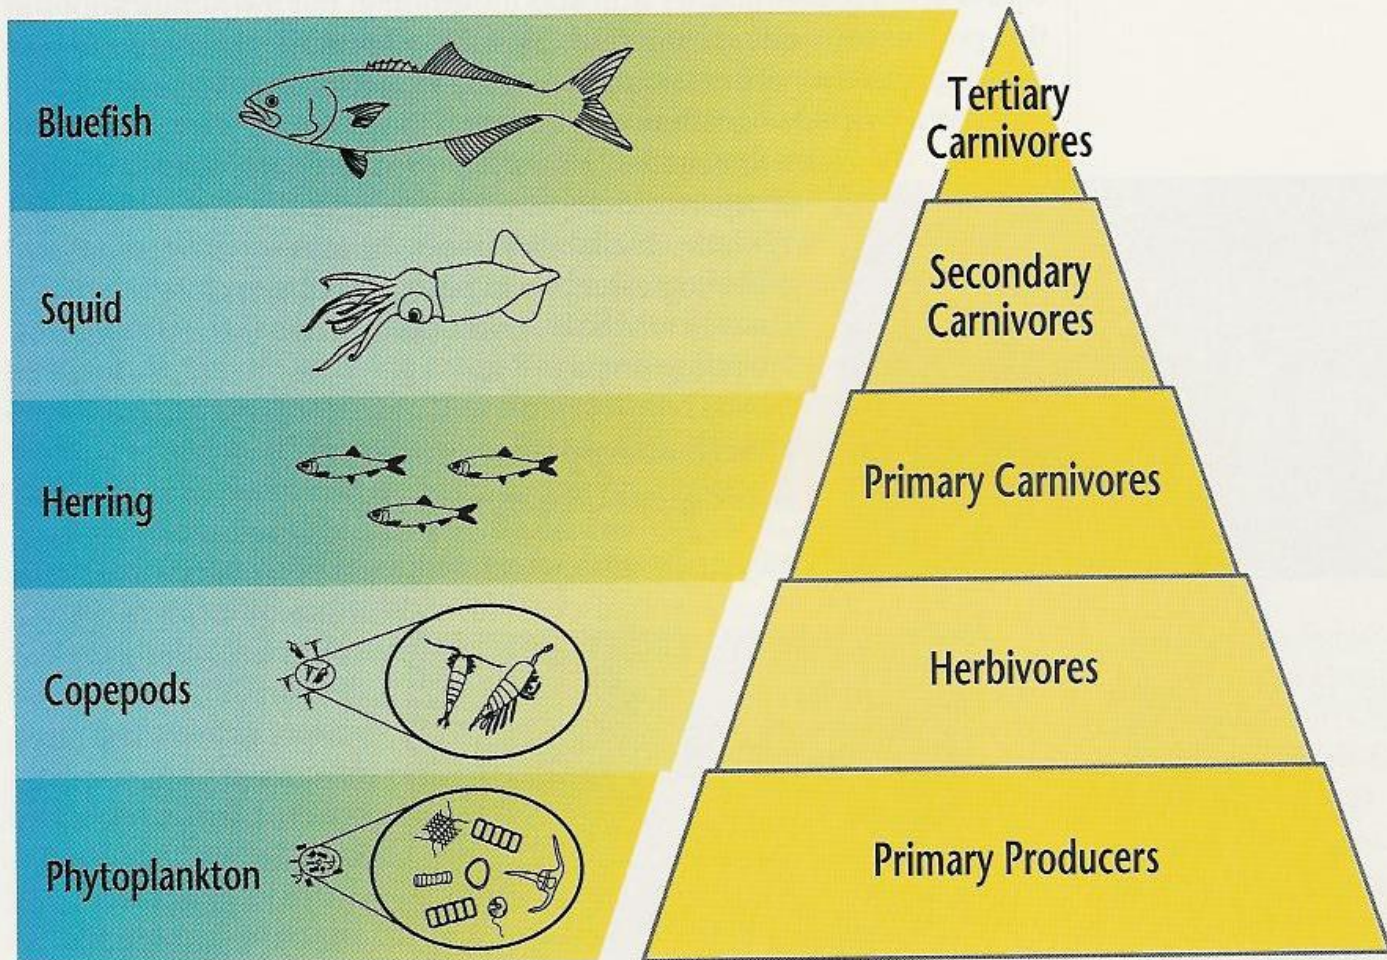 Bluefish
Tertiary
Carnivores
Squid
Secondary
Carnivores
Herring
Primary Carnivores
Copepods
Herbivores
Phytoplankton
Primary Producers